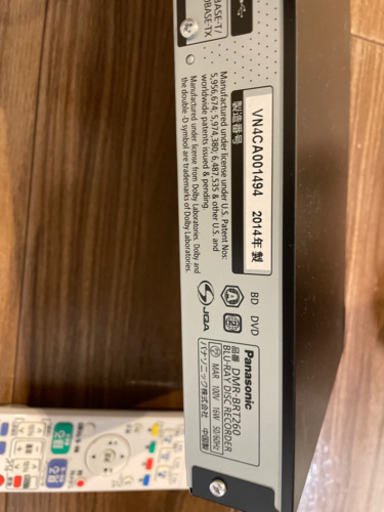 BASE-T/
0BASE-TX
Manufactured under license under U.S. Patent Nos:
5,956,674; 5,974,380; 6,487,535 & other U.S. and
worldwide patents issued & pending.
Manufactured under license from Dolby Laboratories. Dolby and
the double-D symbol are trademarks of Dolby Laboratories.
製造番号
VN4CA001494 2014年 製
JQA
BD DVD
Panasonic
品番 DMR-BRT260
BLU-RAY DISC RECORDER
MAR 100V 16W 50/60Hz
パナソニック株式会社 中国製